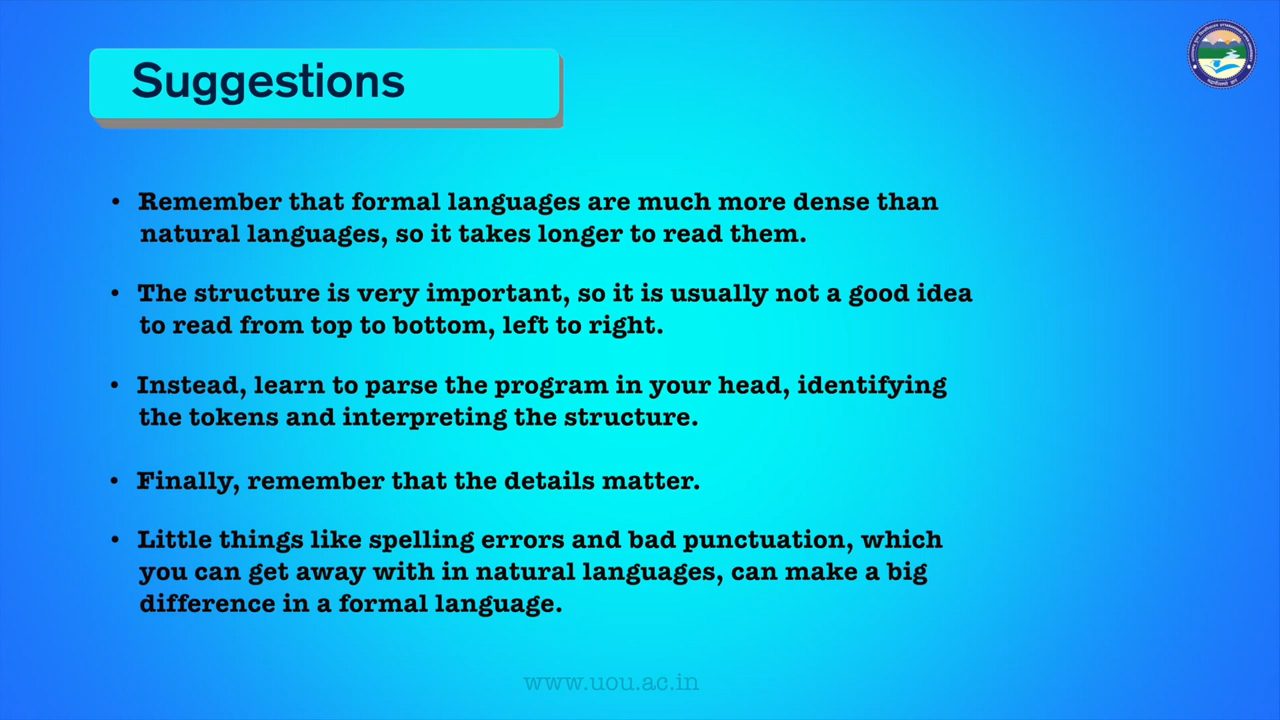 Suggestions
• Remember that formal languages are much more dense than
natural languages, so it takes longer to read them.
• The structure is very important, so it is usually not a good idea
to read from top to bottom, left to right.
• Instead, learn to parse the program in your head, identifying
the tokens and interpreting the structure.
• Finally, remember that the details matter.
• Little things like spelling errors and bad punctuation, which
you can get away with in natural languages, can make a big
difference in a formal language.
www.uou.ac.in